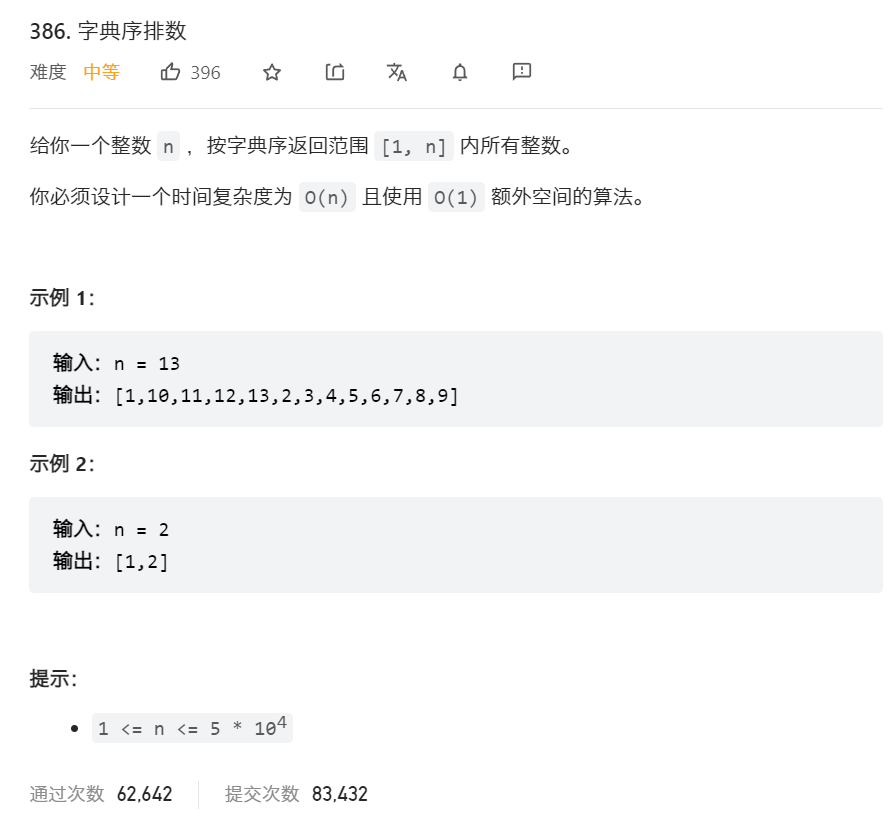 386. 字典序排数
难度 中等 396
给你一个整数 n ，按字典序返回范围 [1, n] 内所有整数。
你必须设计一个时间复杂度为 O(n) 且使用 O(1) 额外空间的算法。
示例 1：
输入：n = 13
输出：[1,10,11,12,13,2,3,4,5,6,7,8,9]
示例 2：
输入：n = 2
输出：[1,2]
提示：
• 1 <= n <= 5 * 10⁴
通过次数 62,642 提交次数 83,432